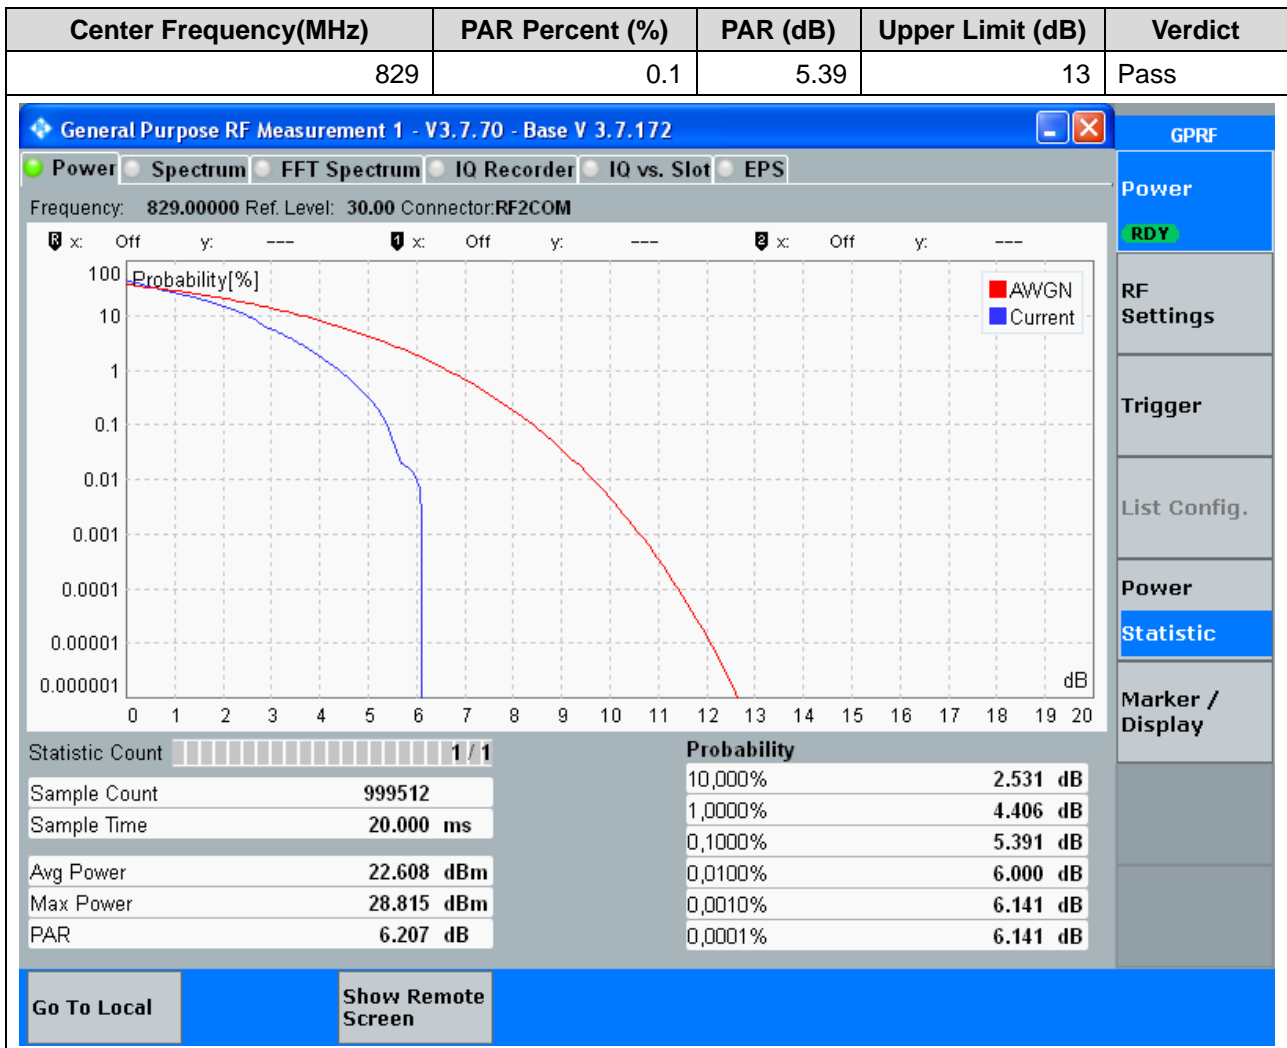 Center Frequency(MHz) PAR Percent (%) PAR (dB) Upper Limit (dB) Verdict
829 0.1 5.39 13 Pass
General Purpose RF Measurement 1 - V3.7.70 - Base V 3.7.172
GPRF
Power Spectrum FFT Spectrum IQ Recorder IQ vs. Slot EPS
Power
RDY
Frequency: 829.00000 Ref. Level: 30.00 Connector:RF2COM
R x: Off y: --- 1 x: Off y: --- 2 x: Off y: ---
Probability[%]
AWGN
Current
100
10
1
0.1
0.01
0.001
0.0001
0.00001
0.000001
dB
0 1 2 3 4 5 6 7 8 9 10 11 12 13 14 15 16 17 18 19 20
RF
Settings
Trigger
List Config.
Power
Statistic
Marker /
Display
Statistic Count 1 / 1
Sample Count 999512
Sample Time 20.000 ms
Avg Power 22.608 dBm
Max Power 28.815 dBm
PAR 6.207 dB
Probability
10,000% 2.531 dB
1,0000% 4.406 dB
0,1000% 5.391 dB
0,0100% 6.000 dB
0,0010% 6.141 dB
0,0001% 6.141 dB
Go To Local
Show Remote
Screen